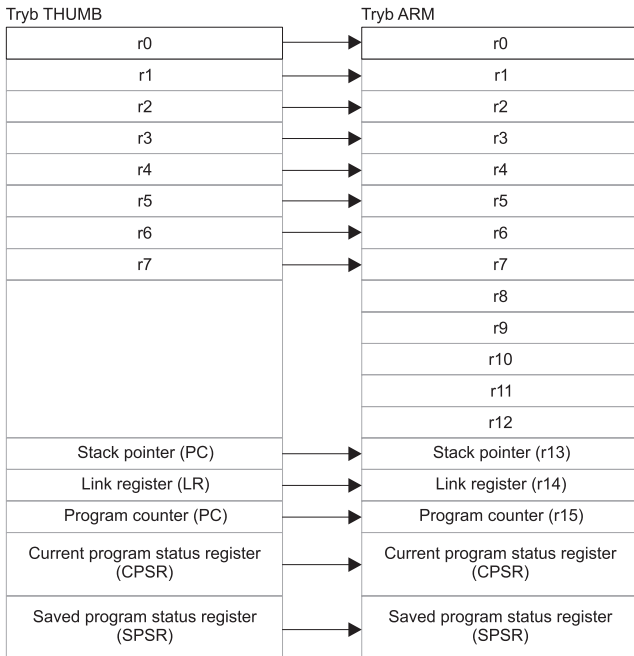 Tryb THUMB Tryb ARM
r0 r0
r1 r1
r2 r2
r3 r3
r4 r4
r5 r5
r6 r6
r7 r7
r8
r9
r10
r11
r12
Stack pointer (PC) Stack pointer (r13)
Link register (LR) Link register (r14)
Program counter (PC) Program counter (r15)
Current program status register Current program status register
(CPSR) (CPSR)
Saved program status register Saved program status register
(SPSR) (SPSR)